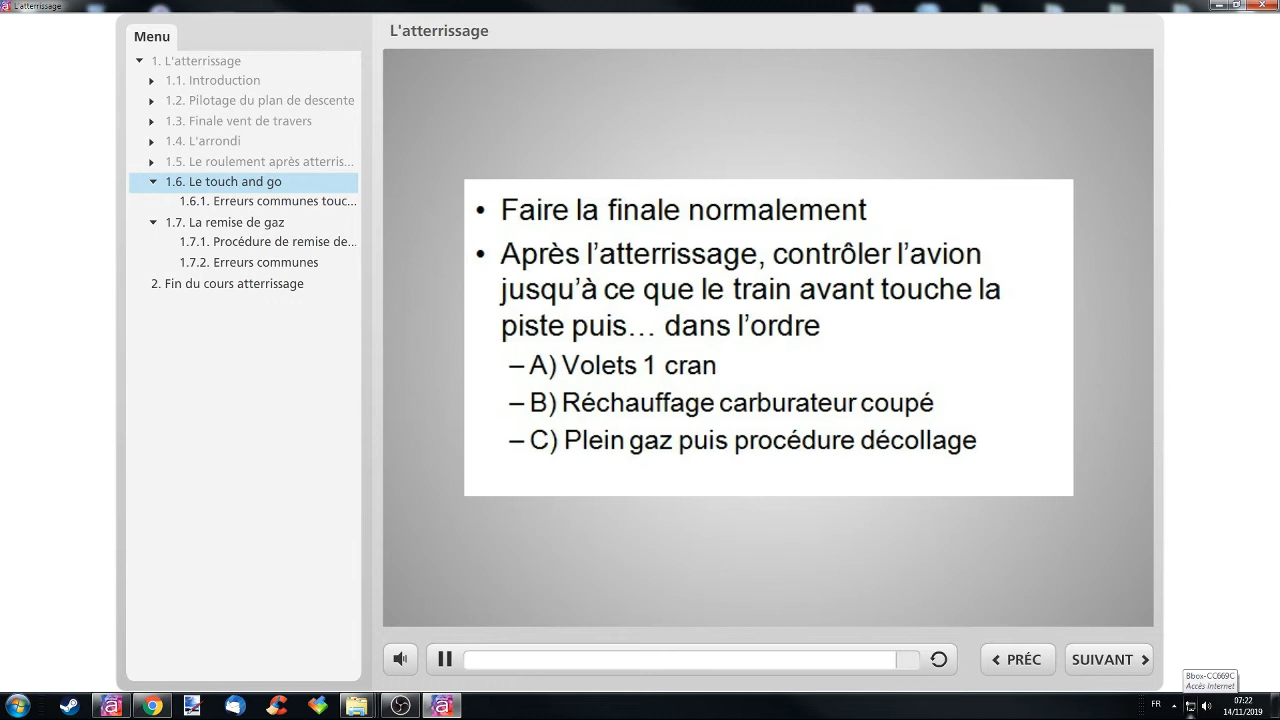 L'atterrissage
Menu
1. L'atterrissage
1.1. Introduction
1.2. Pilotage du plan de descente
1.3. Finale vent de travers
1.4. L'arrondi
1.5. Le roulement après atterris...
1.6. Le touch and go
1.6.1. Erreurs communes touc...
1.7. La remise de gaz
1.7.1. Procédure de remise de...
1.7.2. Erreurs communes
2. Fin du cours atterrissage
L'atterrissage
• Faire la finale normalement
• Après l’atterrissage, contrôler l’avion
jusqu’à ce que le train avant touche la
piste puis… dans l’ordre
– A) Volets 1 cran
– B) Réchauffage carburateur coupé
– C) Plein gaz puis procédure décollage
PRÉC
SUIVANT
Bbox-CC669C
Accès Internet
FR
07:22
14/11/2019